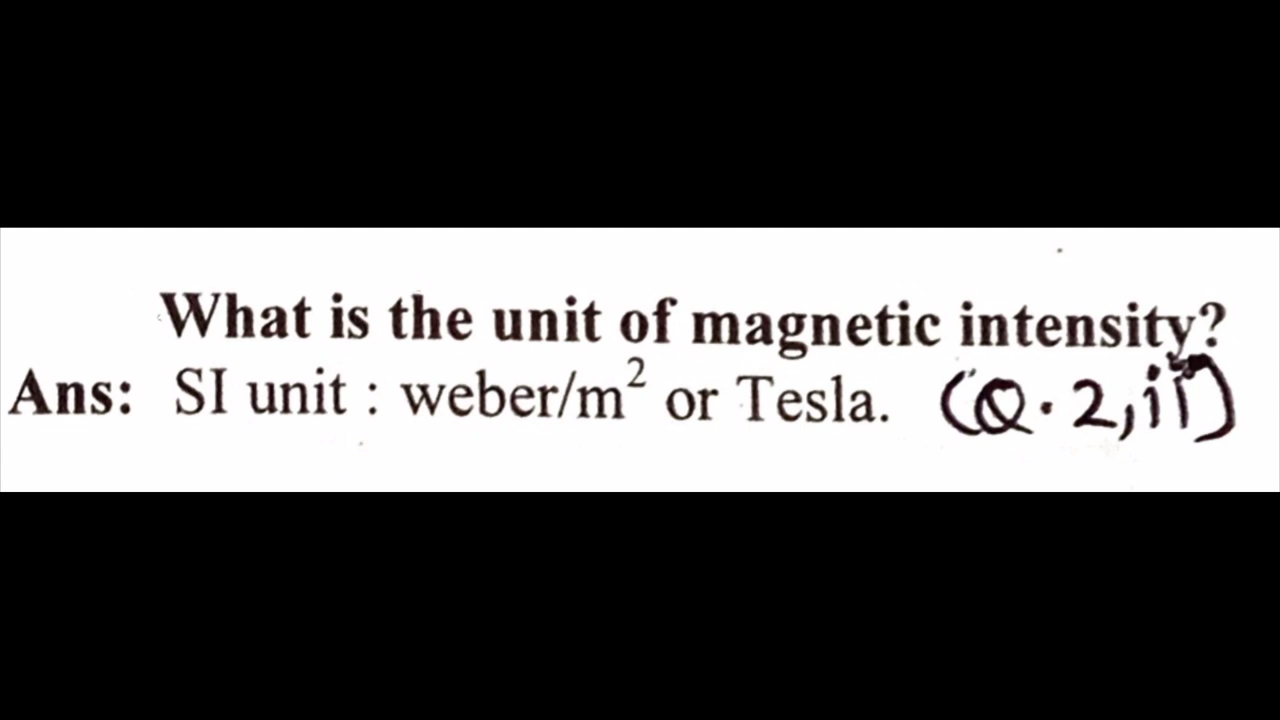 What is the unit of magnetic intensity?
Ans: SI unit : weber/m² or Tesla. (Q.2,ii)